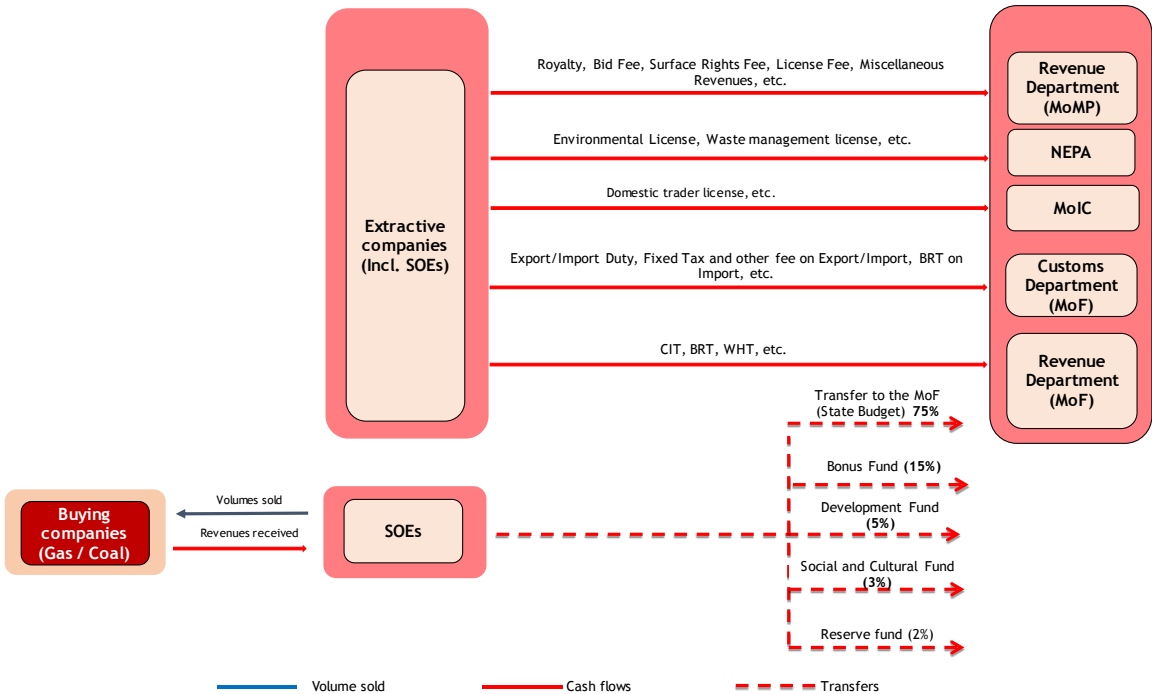 Royalty, Bid Fee, Surface Rights Fee, License Fee, Miscellaneous
Revenues, etc.
Revenue
Department
(MoMP)
Environmental License, Waste management license, etc.
NEPA
Domestic trader license, etc.
MoIC
Extractive
companies
(Incl. SOEs)
Export/Import Duty, Fixed Tax and other fee on Export/Import, BRT on
Import, etc.
Customs
Department
(MoF)
CIT, BRT, WHT, etc.
Revenue
Department
(MoF)
Transfer to the MoF
(State Budget) 75%
Bonus Fund (15%)
Volumes sold
Buying
companies
(Gas / Coal)
Revenues received
SOEs
Development Fund
(5%)
Social and Cultural Fund
(3%)
Reserve fund (2%)
Volume sold
Cash flows
Transfers